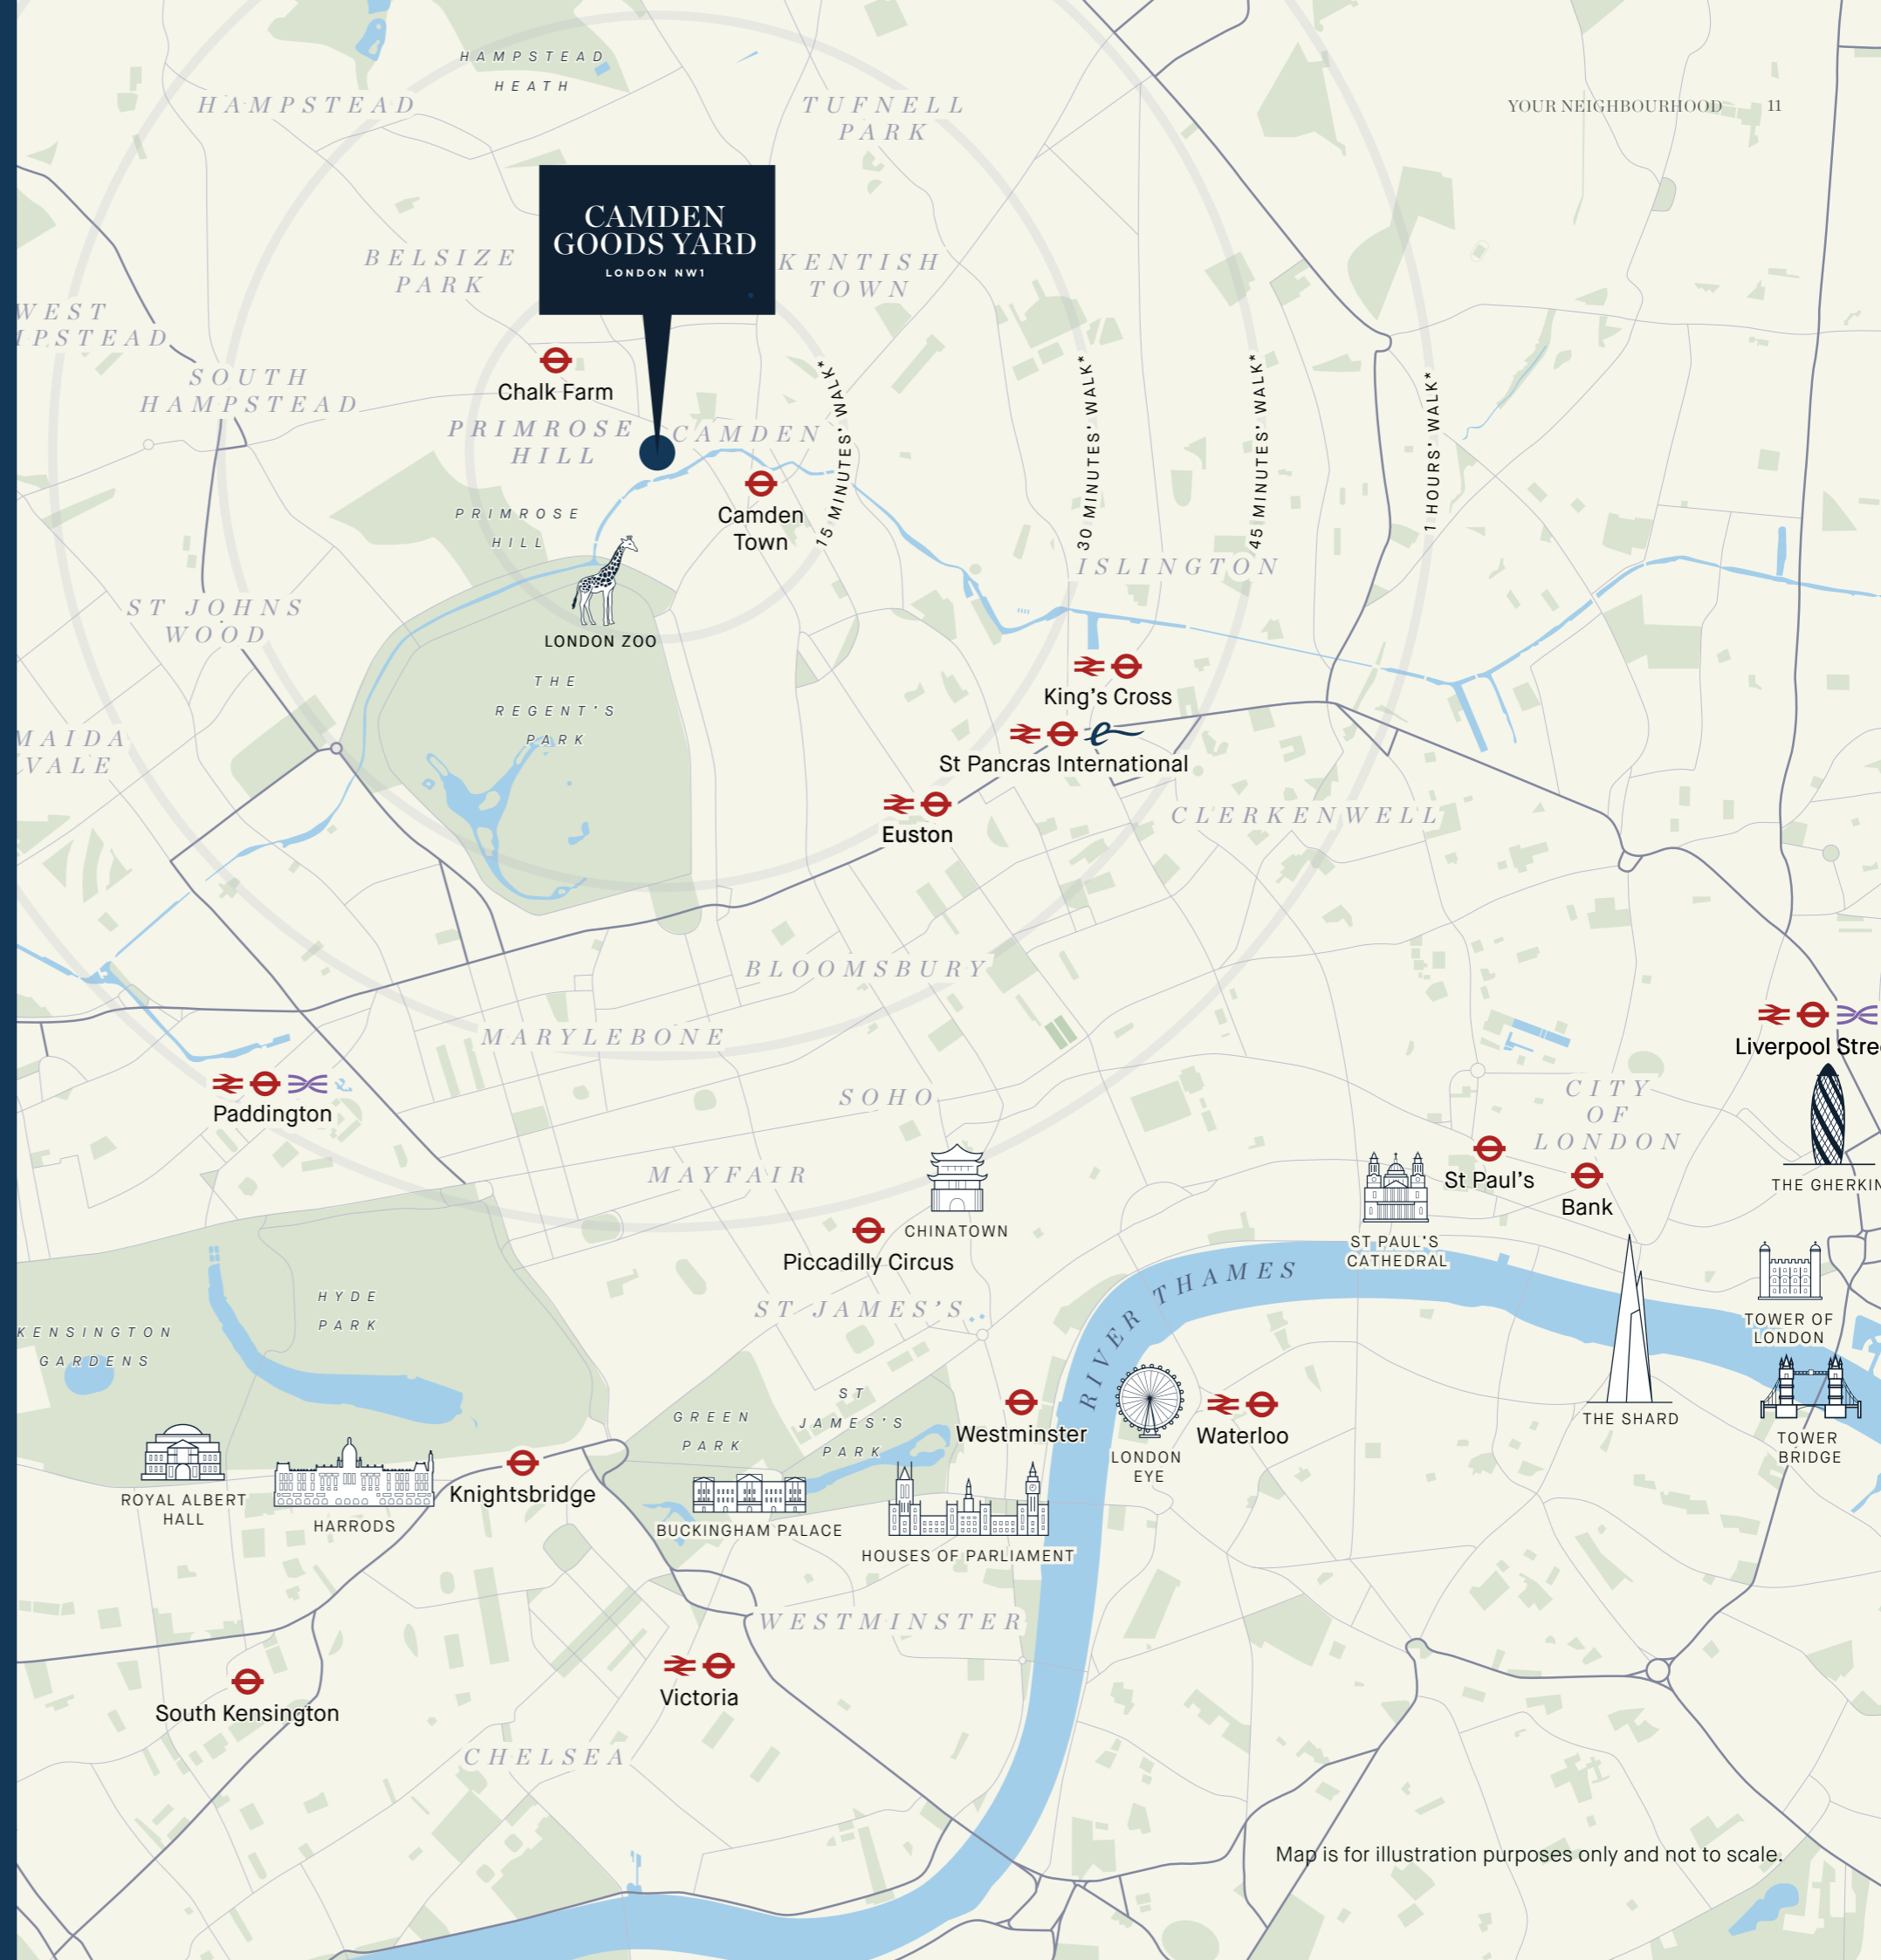 HAMPSTEAD
HEATH
HAMPSTEAD
TUFNELL
PARK
YOUR NEIGHBOURHOOD 11
CAMDEN
GOODS YARD
LONDON NW1
BELSIZE
PARK
KENTISH
TOWN
WEST
MPSTEAD
SOUTH
HAMPSTEAD
Chalk Farm
PRIMROSE
HILL
CAMDEN
15 MINUTES' WALK*
30 MINUTES' WALK*
45 MINUTES' WALK*
1 HOURS' WALK*
PRIMROSE
HILL
Camden
Town
ISLINGTON
ST JOHNS
WOOD
LONDON ZOO
THE
REGENT'S
PARK
King's Cross
St Pancras International
Euston
MAIDA
VALE
CLERKENWELL
BLOOMSBURY
MARYLEBONE
Liverpool Stre
Paddington
SOHO
CITY
OF
LONDON
MAYFAIR
CHINATOWN
St Paul's
Bank
THE GHERKIN
Piccadilly Circus
ST PAUL'S
CATHEDRAL
RIVER THAMES
HYDE
PARK
ST JAMES'S
KENSINGTON
GARDENS
TOWER OF
LONDON
GREEN
PARK
ST
JAMES'S
PARK
Westminster
LONDON
EYE
Waterloo
THE SHARD
TOWER
BRIDGE
ROYAL ALBERT
HALL
HARRODS
Knightsbridge
BUCKINGHAM PALACE
HOUSES OF PARLIAMENT
WESTMINSTER
South Kensington
Victoria
CHELSEA
Map is for illustration purposes only and not to scale.